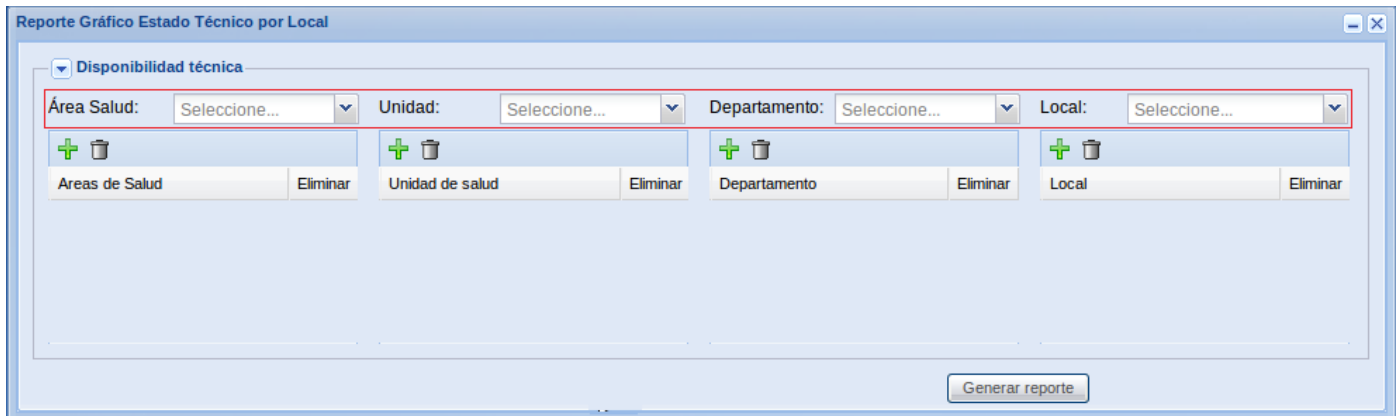 Reporte Gráfico Estado Técnico por Local
Disponibilidad técnica
Área Salud: Seleccione... Unidad: Seleccione... Departamento: Seleccione... Local: Seleccione...
Areas de Salud Eliminar Unidad de salud Eliminar Departamento Eliminar Local Eliminar
Generar reporte